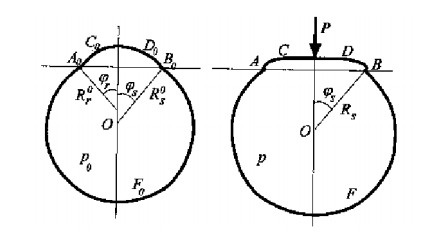 C₀ D₀
A₀ B₀
φᵣ φₛ
Rᵣ⁰ Rₛ⁰
O
p₀
F₀
P
C D
A B
φₛ
Rₛ
O
p
F